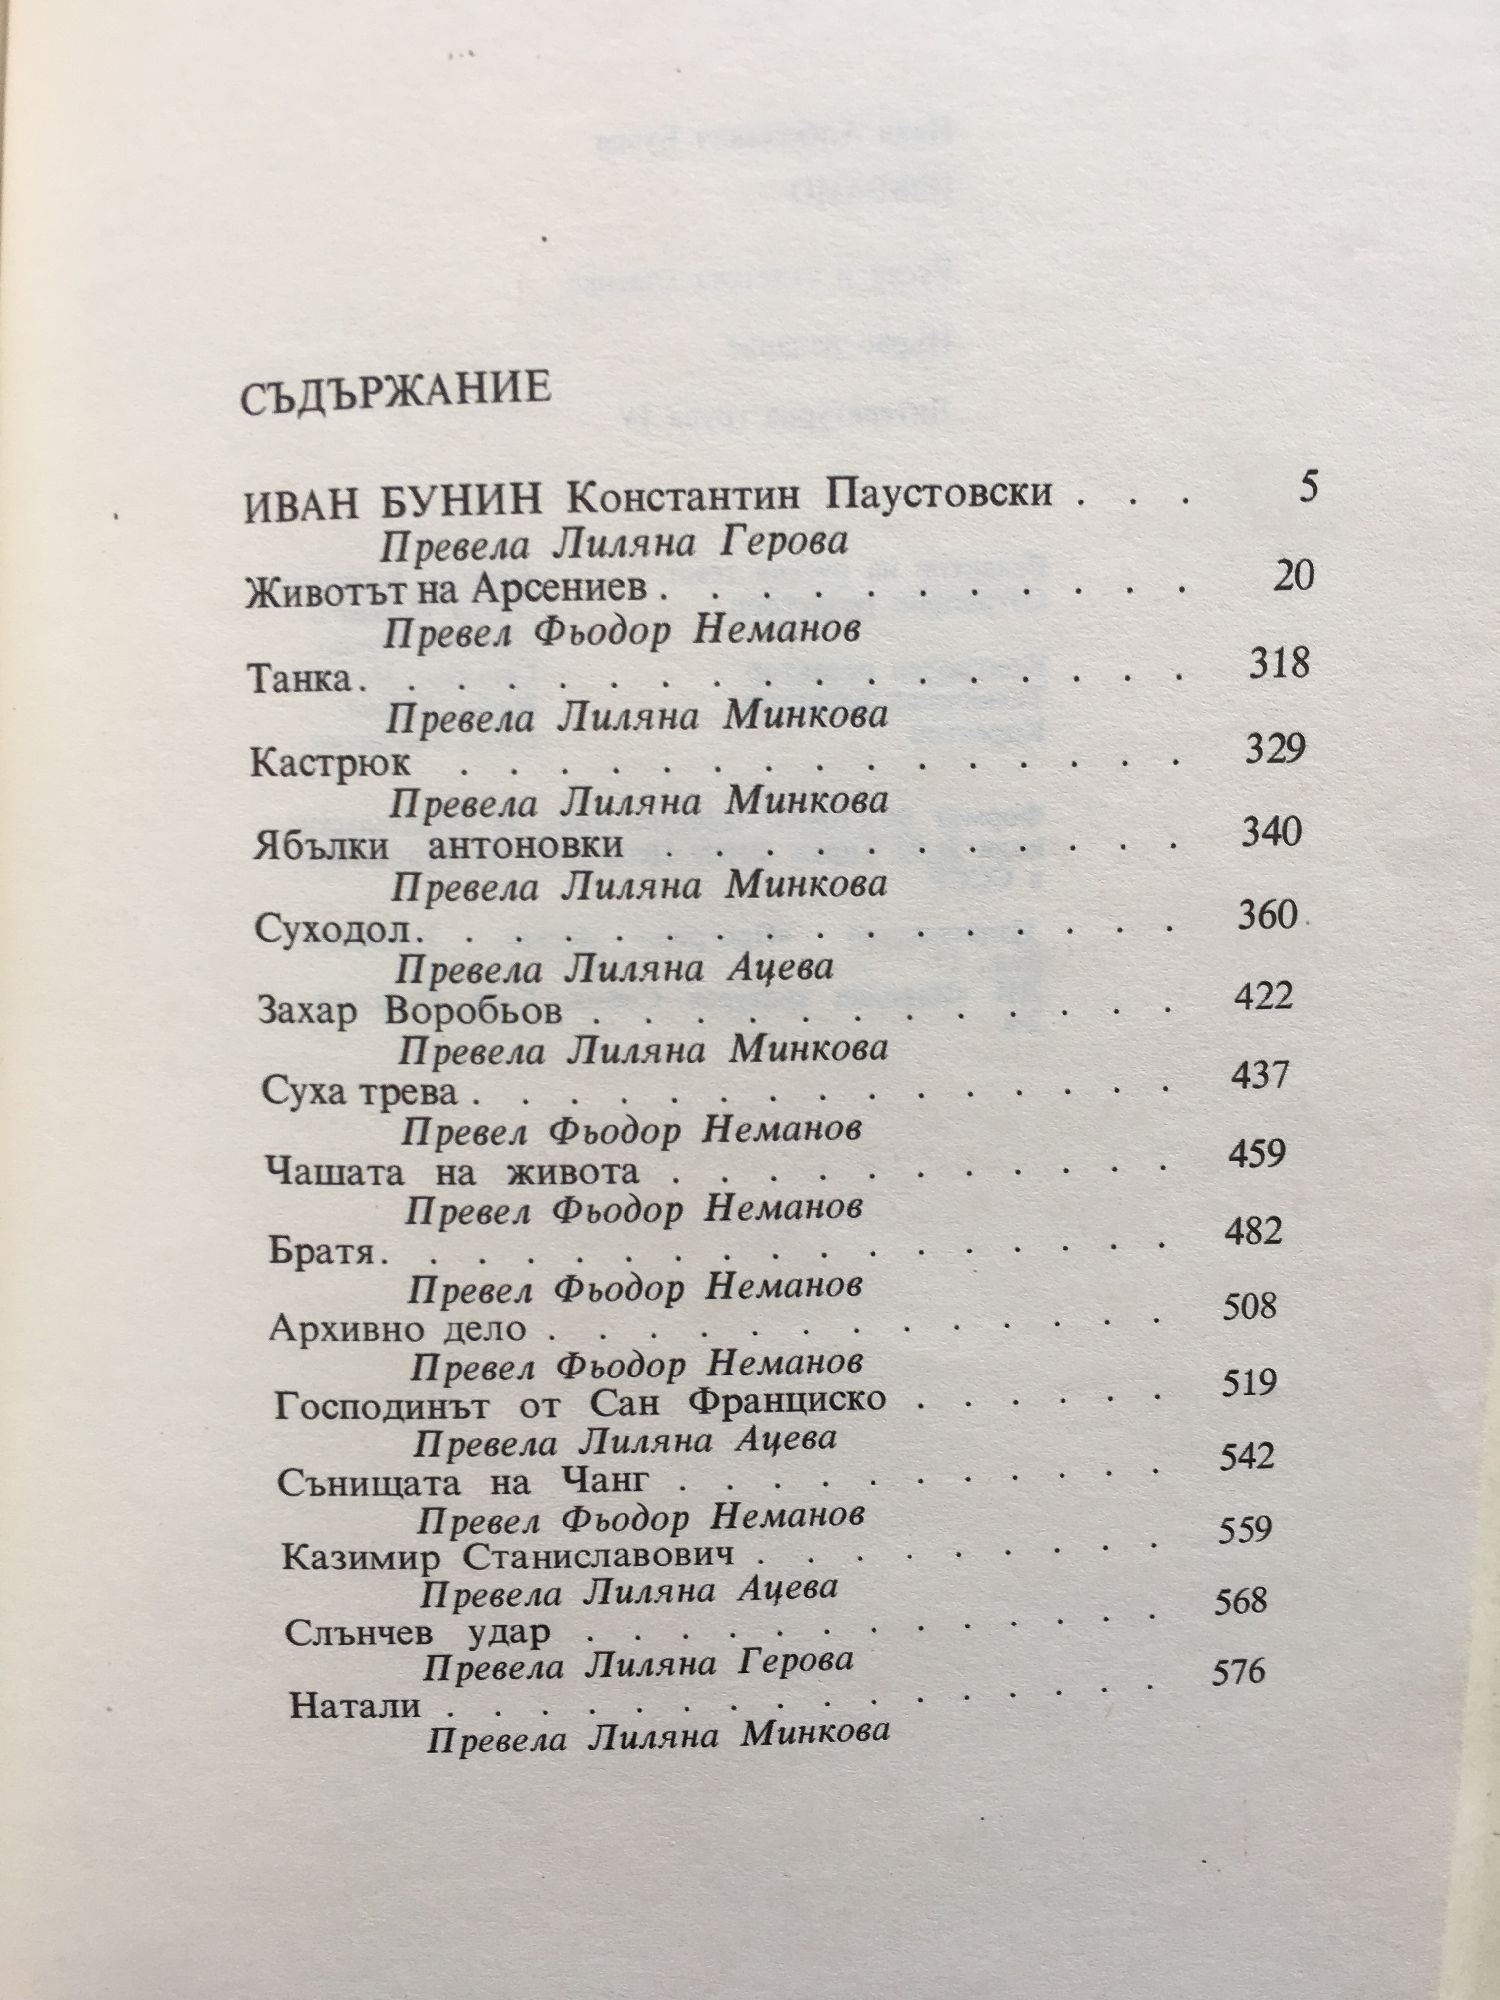 СЪДЪРЖАНИЕ
ИВАН БУНИН Константин Паустовски . . . 5
Превела Лиляна Герова
Животът на Арсениев . . . . . . . . . . . 20
Превел Фьодор Неманов
Танка. . . . . . . . . . . . . . . . . 318
Превела Лиляна Минкова
Кастрюк . . . . . . . . . . . . . . . 329
Превела Лиляна Минкова
Ябълки антоновки . . . . . . . . . . . 340
Превела Лиляна Минкова
Суходол. . . . . . . . . . . . . . . . 360
Превела Лиляна Ацева
Захар Воробьов . . . . . . . . . . . . 422
Превела Лиляна Минкова
Суха трева . . . . . . . . . . . . . . 437
Превел Фьодор Неманов
Чашата на живота . . . . . . . . . . 459
Превел Фьодор Неманов
Братя. . . . . . . . . . . . . . . . . 482
Превел Фьодор Неманов
Архивно дело . . . . . . . . . . . . . 508
Превел Фьодор Неманов
Господинът от Сан Франциско . . . . . . 519
Превела Лиляна Ацева
Сънищата на Чанг . . . . . . . . . . . 542
Превел Фьодор Неманов
Казимир Станиславович . . . . . . . . . 559
Превела Лиляна Ацева
Слънчев удар . . . . . . . . . . . . . 568
Превела Лиляна Герова
Натали . . . . . . . . . . . . . . . . 576
Превела Лиляна Минкова